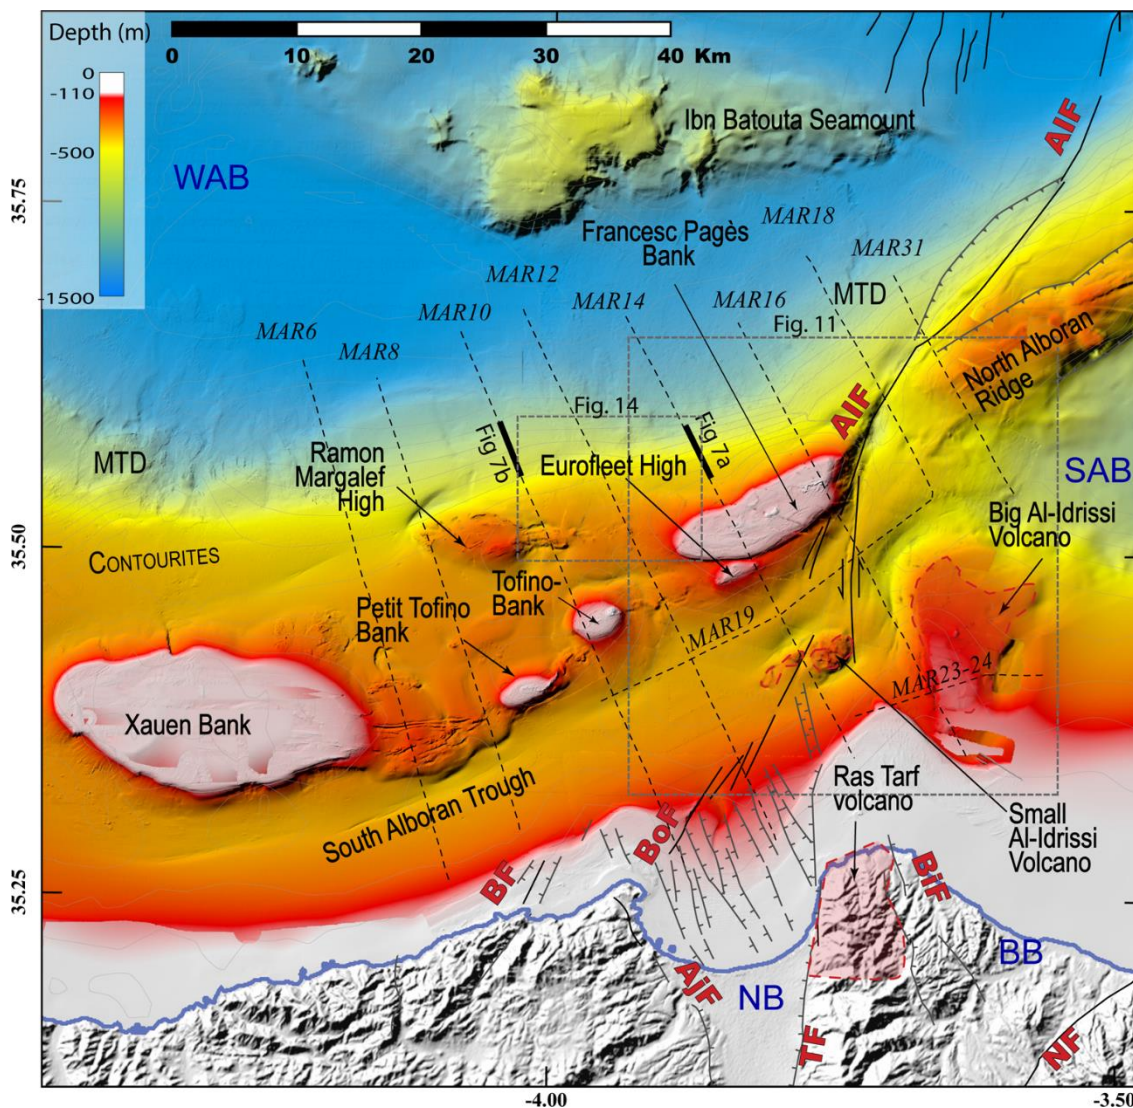 Depth (m)
0
-110
-500
-1500
0 10 20 30 40 Km
Ibn Batouta Seamount
AIF
WAB
35.75
MAR18
Francesc Pagès
Bank
MAR31
MAR12
MAR10
MAR14
MAR16
MTD
MAR6
MAR8
Fig. 11
North Alboran
Ridge
AIF
Fig. 14
Fig 7b
Fig 7a
Ramon
Margalef
High
Eurofleet High
MTD
SAB
Big Al-Idrissi
Volcano
35.50
CONTOURITES
Tofino-
Bank
Petit Tofino
Bank
MAR19
MAR23-24
Xauen Bank
Ras Tarf
volcano
South Alboran Trough
Small
Al-Idrissi
Volcano
BoF
BF
BiF
35.25
AjF
NB
BB
TF
NF
-4.00
-3.50